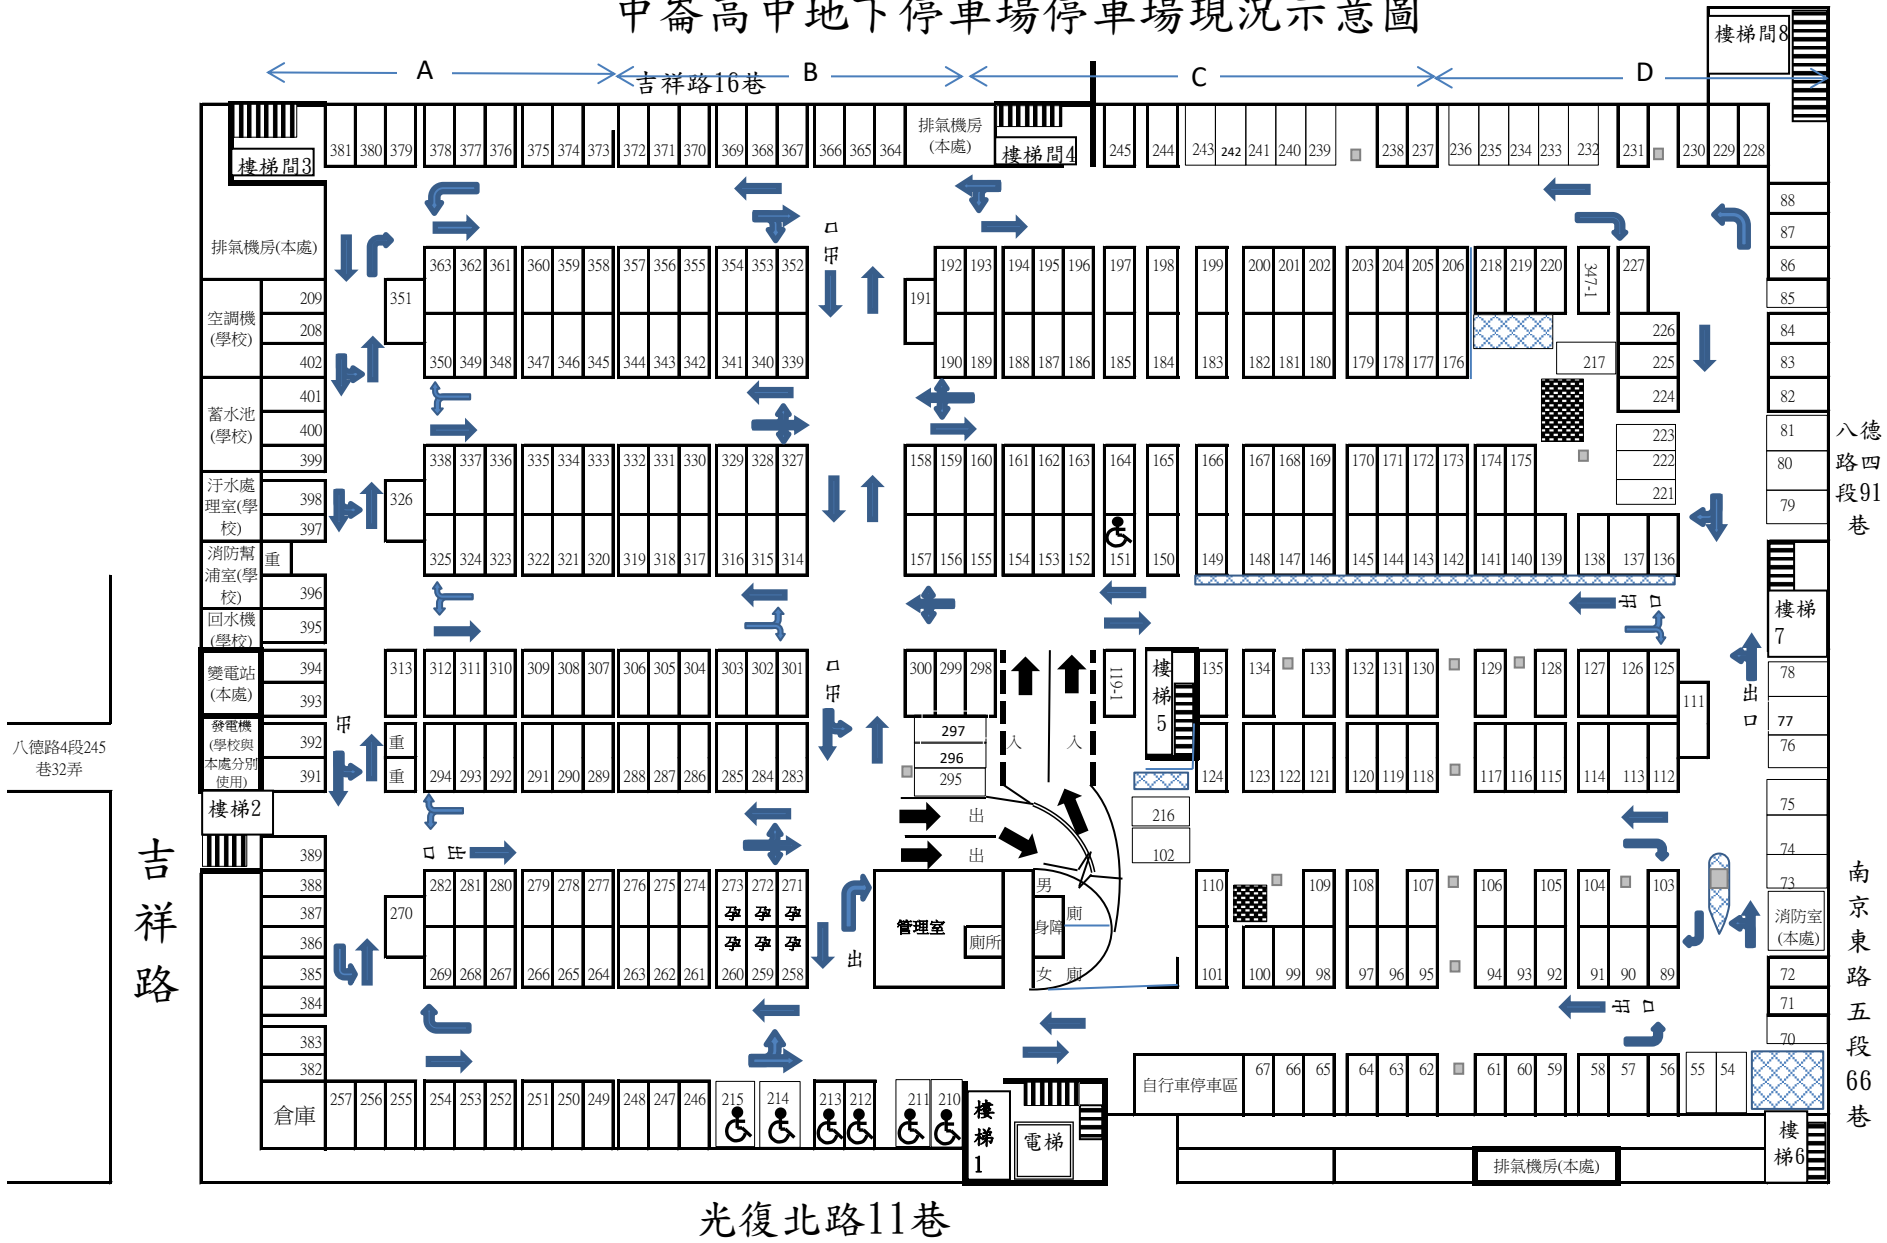 中崙高中地下停車場停車場現況示意圖
A
B
C
D
吉祥路16巷
樓梯間8
樓梯間3
381 380 379 378 377 376 375 374 373 372 371 370 369 368 367 366 365 364
排氣機房
(本處)
樓梯間4
245 244 243 242 241 240 239 238 237 236 235 234 233 232 231 230 229 228
排氣機房(本處)
口
出
88
87
86
85
84
83
82
81
80
79
363 362 361 360 359 358 357 356 355 354 353 352
192 193 194 195 196 197 198 199 200 201 202 203 204 205 206 218 219 220 347-1 227
空調機
(學校)
209
208
402
351
191
226
225
224
217
350 349 348 347 346 345 344 343 342 341 340 339
190 189 188 187 186 185 184 183 182 181 180 179 178 177 176
蓄水池
(學校)
401
400
399
223
222
221
八德
路四
段91
巷
338 337 336 335 334 333 332 331 330 329 328 327
158 159 160 161 162 163 164 165 166 167 168 169 170 171 172 173 174 175
汙水處
理室(學
校)
398
397
326
325 324 323 322 321 320 319 318 317 316 315 314
157 156 155 154 153 152 151 150 149 148 147 146 145 144 143 142 141 140 139 138 137 136
消防幫
浦室(學
校)
重
396
回水機
(學校)
395
出口
樓梯
7
變電站
(本處)
394
393
313 312 311 310 309 308 307 306 305 304 303 302 301
口
出
300 299 298
119-1
樓
梯
5
135 134 133 132 131 130 129 128 127 126 125
111
出
口
78
77
76
發電機
(學校與
本處分別
使用)
出
392
391
重
重
294 293 292 291 290 289 288 287 286 285 284 283
297
296
295
入
入
124 123 122 121 120 119 118 117 116 115 114 113 112
八德路4段245
巷32弄
樓梯2
出
出
216
102
75
74
73
口出
389
388
387
386
385
384
383
382
270
282 281 280 279 278 277 276 275 274 273 272 271
孕 孕 孕
孕 孕 孕
269 268 267 266 265 264 263 262 261 260 259 258
出
管理室
廁所
男
廁
身障
女
廁
110 109 108 107 106 105 104 103
101 100 99 98 97 96 95 94 93 92 91 90 89
消防室
(本處)
72
71
70
出口
吉
祥
路
南
京
東
路
五
段
66
巷
自行車停車區
67 66 65 64 63 62 61 60 59 58 57 56 55 54
倉庫
257 256 255 254 253 252 251 250 249 248 247 246 215 214 213 212 211 210
樓
梯
1
電梯
排氣機房(本處)
樓
梯6
光復北路11巷